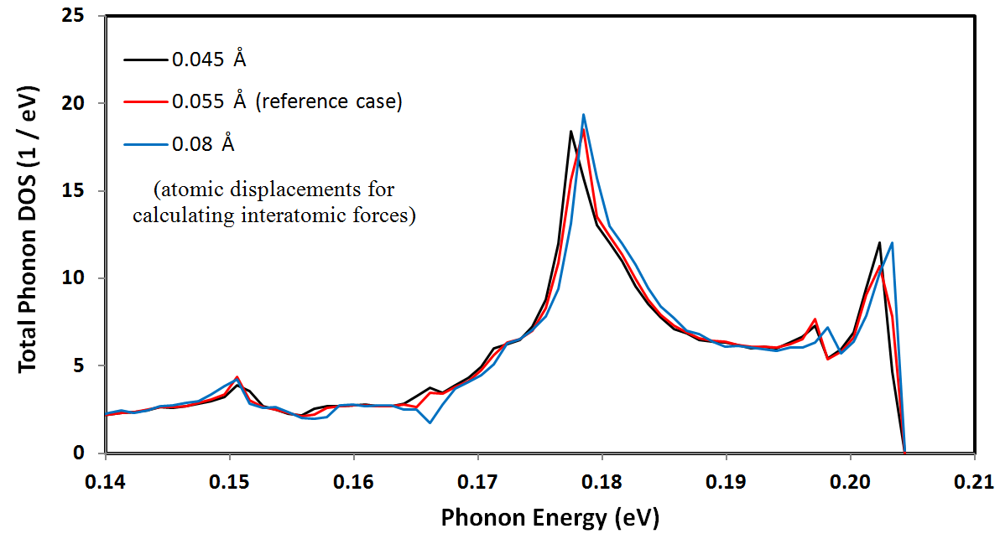 25
20
15
10
5
0
Total Phonon DOS (1 / eV)
0.045 Å
0.055 Å (reference case)
0.08 Å
(atomic displacements for
calculating interatomic forces)
0.14 0.15 0.16 0.17 0.18 0.19 0.20 0.21
Phonon Energy (eV)